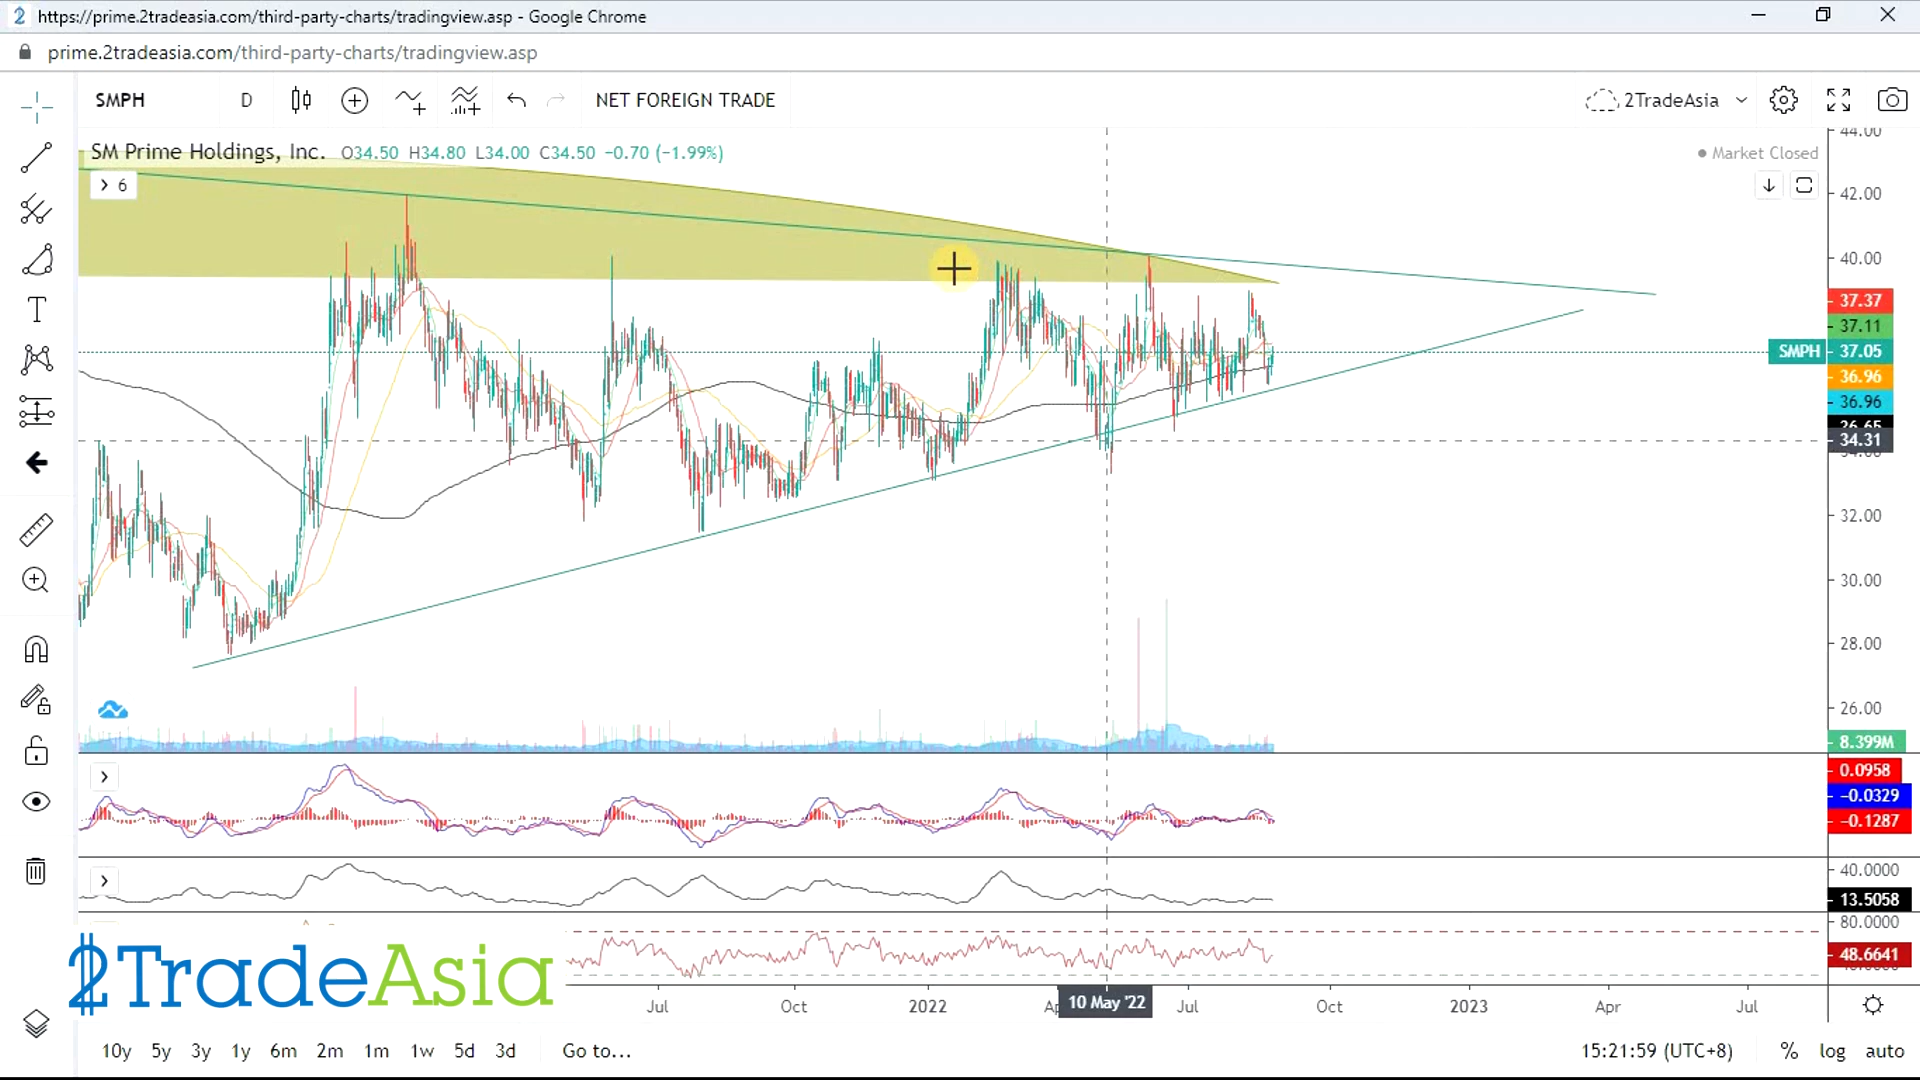 https://prime.2tradeasia.com/third-party-charts/tradingview.asp - Google Chrome
prime.2tradeasia.com/third-party-charts/tradingview.asp
SMPH D NET FOREIGN TRADE 2TradeAsia
SM Prime Holdings, Inc. O34.50 H34.80 L34.00 C34.50 −0.70 (−1.99%)
Market Closed
6
44.00
42.00
40.00
37.37
37.11
SMPH 37.05
36.96
36.96
34.31
34.00
32.00
30.00
28.00
26.00
8.399M
0.0958
−0.0329
−0.1287
40.0000
13.5058
80.0000
48.6641
2TradeAsia
Jul Oct 2022 10 May '22 Jul Oct 2023 Apr Jul
10y 5y 3y 1y 6m 2m 1m 1w 5d 3d Go to... 15:21:59 (UTC+8) % log auto